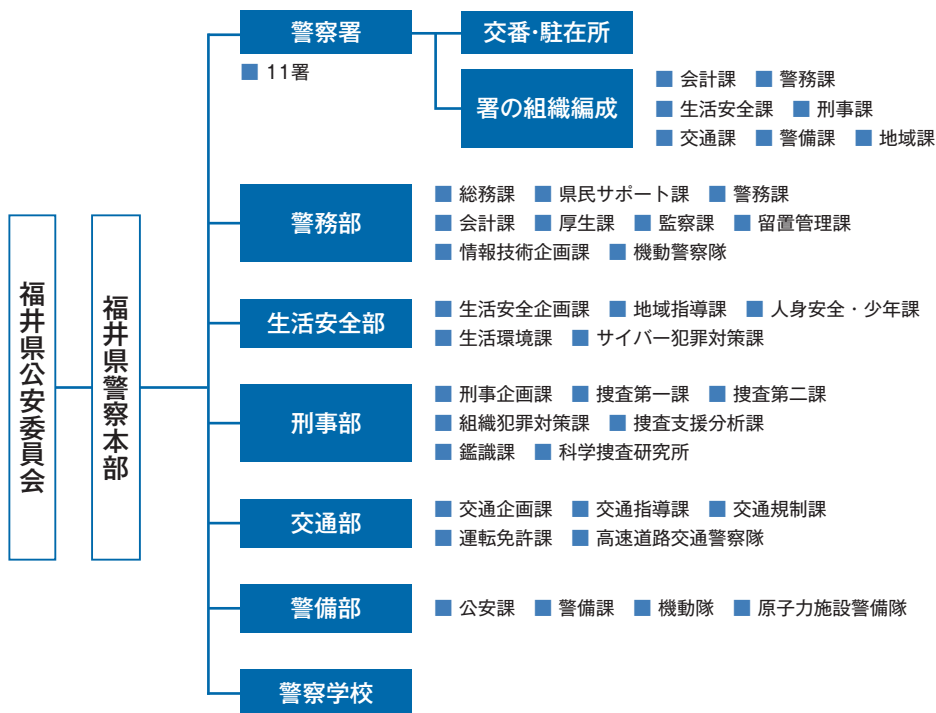 福井県公安委員会
福井県警察本部
警察署
■ 11署
交番・駐在所
署の組織編成
■ 会計課 ■ 警務課
■ 生活安全課 ■ 刑事課
■ 交通課 ■ 警備課 ■ 地域課
警務部
■ 総務課 ■ 県民サポート課 ■ 警務課
■ 会計課 ■ 厚生課 ■ 監察課 ■ 留置管理課
■ 情報技術企画課 ■ 機動警察隊
生活安全部
■ 生活安全企画課 ■ 地域指導課 ■ 人身安全・少年課
■ 生活環境課 ■ サイバー犯罪対策課
刑事部
■ 刑事企画課 ■ 捜査第一課 ■ 捜査第二課
■ 組織犯罪対策課 ■ 捜査支援分析課
■ 鑑識課 ■ 科学捜査研究所
交通部
■ 交通企画課 ■ 交通指導課 ■ 交通規制課
■ 運転免許課 ■ 高速道路交通警察隊
警備部
■ 公安課 ■ 警備課 ■ 機動隊 ■ 原子力施設警備隊
警察学校